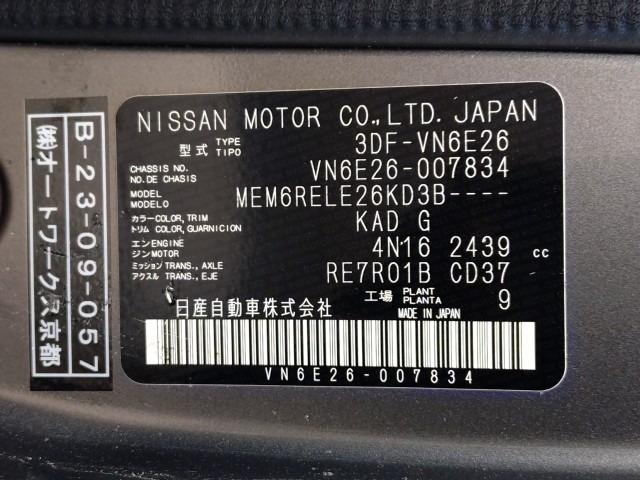 B-23-09-057
㈱オートワークス京都
NISSAN MOTOR CO.,LTD. JAPAN
型式 TYPE TIPO 3DF-VN6E26
CHASSIS NO. NO.DE CHASSIS VN6E26-007834
MODEL MODELO MEM6RELE26KD3B----
カラー COLOR,TRIM トリム COLOR,GUARNICION KAD G
エンジン ENGINE MOTOR 4N16 2439 cc
ミッション TRANS., AXLE アクスル TRANS., EJE RE7R01B CD37
工場 PLANT PLANTA 9
日産自動車株式会社 MADE IN JAPAN
VN6E26-007834